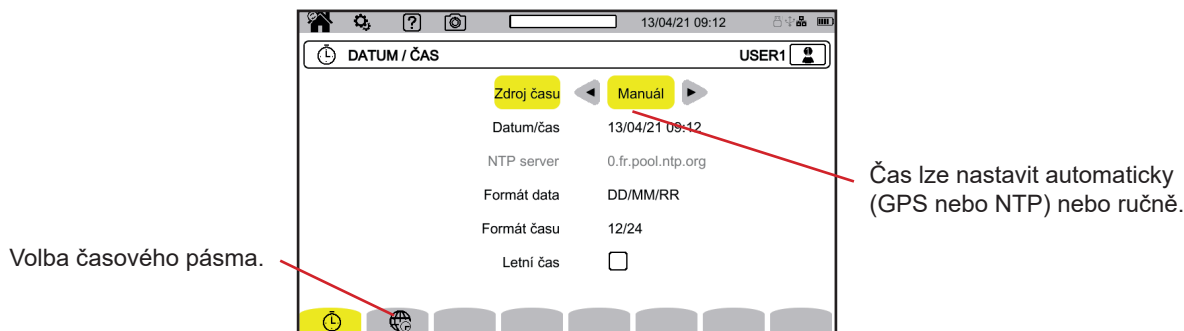 13/04/21 09:12
DATUM / ČAS
USER1
Zdroj času
Manuál
Datum/čas
13/04/21 09:12
NTP server
0.fr.pool.ntp.org
Formát data
DD/MM/RR
Formát času
12/24
Letní čas
Čas lze nastavit automaticky
(GPS nebo NTP) nebo ručně.
Volba časového pásma.